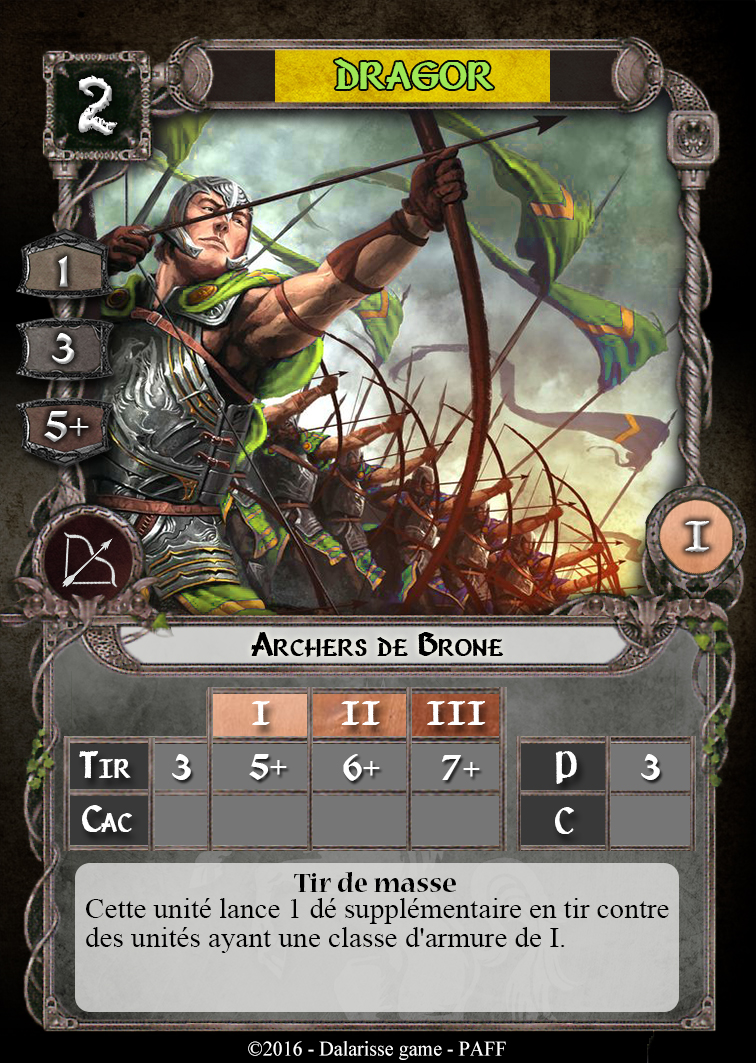 DRAGOR
2
1
3
5+
I
ARCHERS DE BRONE
I II III
TIR 3 5+ 6+ 7+ P 3
CAC C
Tir de masse
Cette unité lance 1 dé supplémentaire en tir contre
des unités ayant une classe d'armure de I.
©2016 - Dalarisse game - PAFF